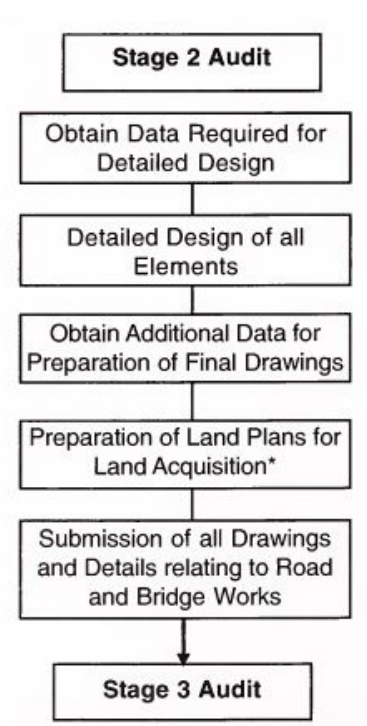 Stage 2 Audit
Obtain Data Required for
Detailed Design
Detailed Design of all
Elements
Obtain Additional Data for
Preparation of Final Drawings
Preparation of Land Plans for
Land Acquisition*
Submission of all Drawings
and Details relating to Road
and Bridge Works
Stage 3 Audit